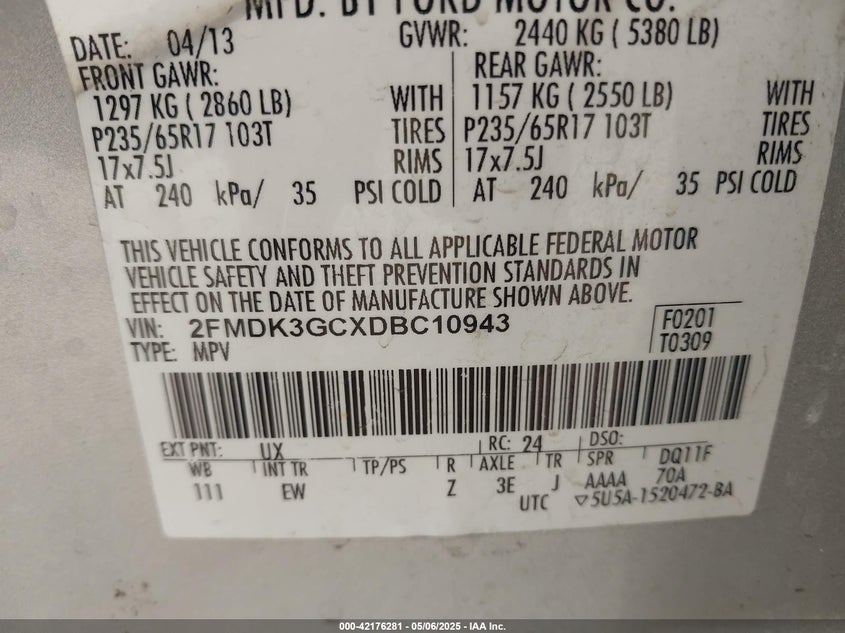 MFD. BY FORD MOTOR CO.
DATE: 04/13 GVWR: 2440 KG ( 5380 LB)
FRONT GAWR: REAR GAWR:
1297 KG ( 2860 LB) WITH 1157 KG ( 2550 LB) WITH
P235/65R17 103T TIRES P235/65R17 103T TIRES
17x7.5J RIMS 17x7.5J RIMS
AT 240 kPa/ 35 PSI COLD AT 240 kPa/ 35 PSI COLD
THIS VEHICLE CONFORMS TO ALL APPLICABLE FEDERAL MOTOR
VEHICLE SAFETY AND THEFT PREVENTION STANDARDS IN
EFFECT ON THE DATE OF MANUFACTURE SHOWN ABOVE.
VIN: 2FMDK3GCXDBC10943 F0201
TYPE: MPV T0309
EXT PNT: UX RC: 24 DSO:
WB INT TR TP/PS R AXLE TR SPR DQ11F
111 EW Z 3E J AAAA 70A
UTC ▽5U5A-1520472-BA
000-42176281 - 05/06/2025 - IAA Inc.